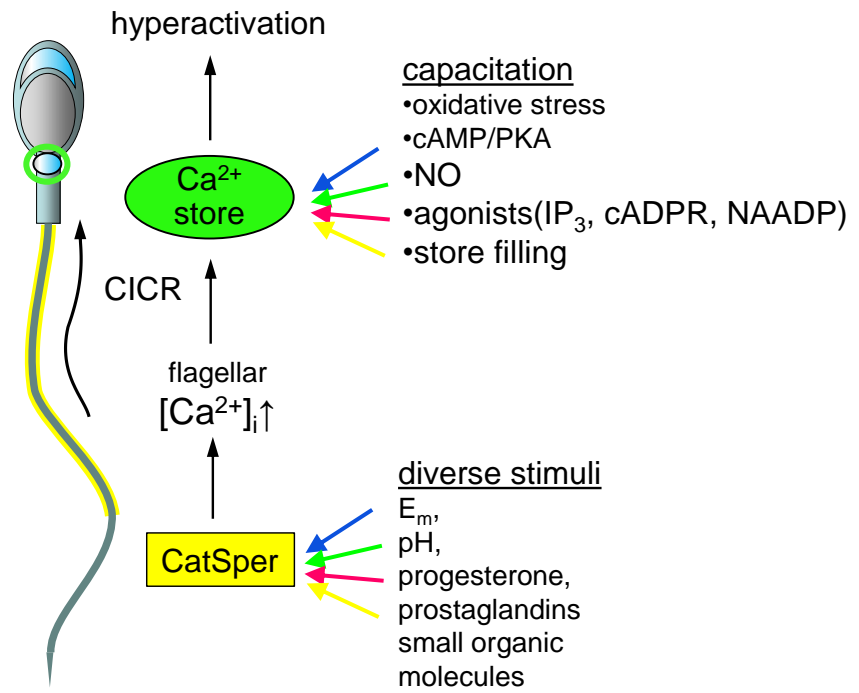 hyperactivation
capacitation
•oxidative stress
•cAMP/PKA
•NO
•agonists(IP₃, cADPR, NAADP)
•store filling
Ca²⁺
store
CICR
flagellar
[Ca²⁺]ᵢ↑
CatSper
diverse stimuli
Eₘ,
pH,
progesterone,
prostaglandins
small organic
molecules